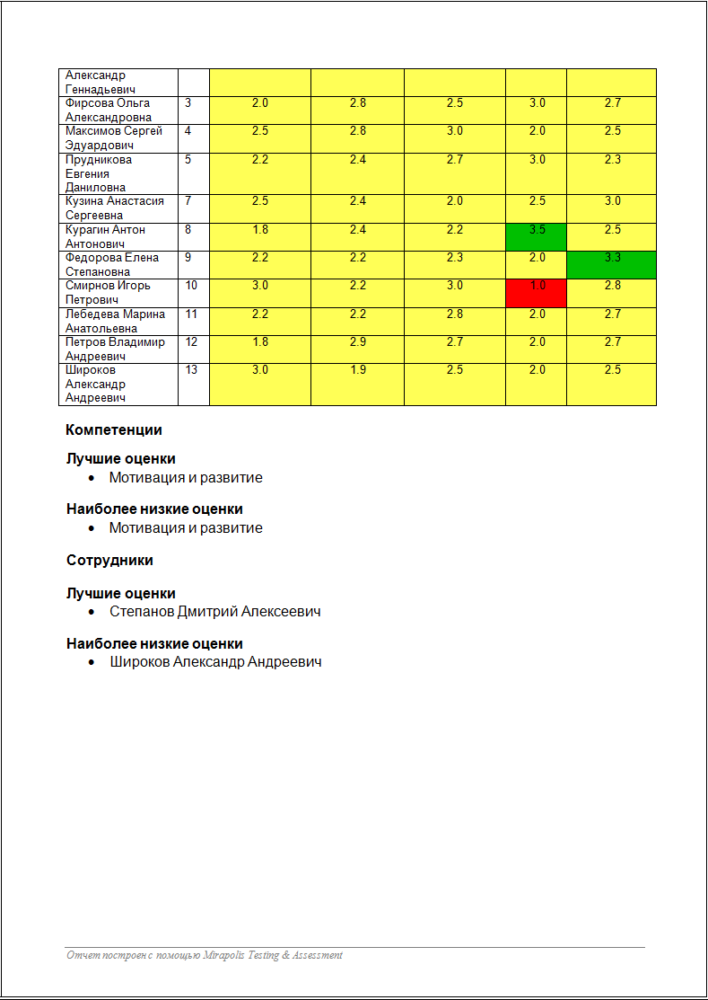 Александр
Геннадьевич
Фирсова Ольга Александровна 3 2.0 2.8 2.5 3.0 2.7
Максимов Сергей Эдуардович 4 2.5 2.8 3.0 2.0 2.5
Прудникова Евгения Даниловна 5 2.2 2.4 2.7 3.0 2.3
Кузина Анастасия Сергеевна 7 2.5 2.4 2.0 2.5 3.0
Курагин Антон Антонович 8 1.8 2.4 2.2 3.5 2.5
Федорова Елена Степановна 9 2.2 2.2 2.3 2.0 3.3
Смирнов Игорь Петрович 10 3.0 2.2 3.0 1.0 2.8
Лебедева Марина Анатольевна 11 2.2 2.2 2.8 2.0 2.7
Петров Владимир Андреевич 12 1.8 2.9 2.7 2.0 2.7
Широков Александр Андреевич 13 3.0 1.9 2.5 2.0 2.5
Компетенции
Лучшие оценки
• Мотивация и развитие
Наиболее низкие оценки
• Мотивация и развитие
Сотрудники
Лучшие оценки
• Степанов Дмитрий Алексеевич
Наиболее низкие оценки
• Широков Александр Андреевич
Отчет построен с помощью Mirapolis Testing & Assessment